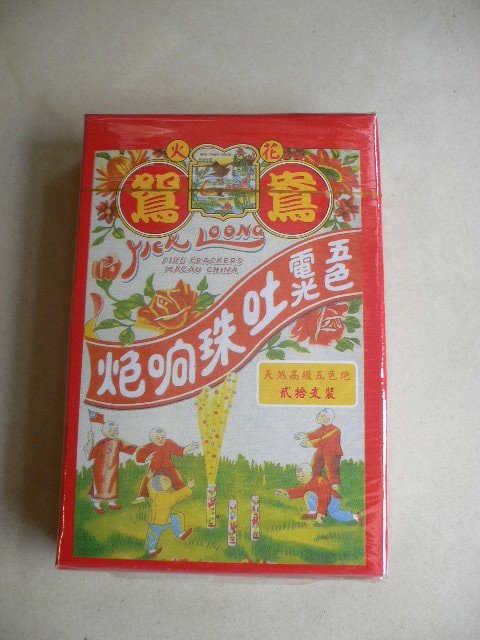 火花
鴛鴦
YICK LOONG
FIRE CRACKERS
MACAU CHINA
五色
電光
吐珠响炮
天然高級五色炮
貳拾支裝